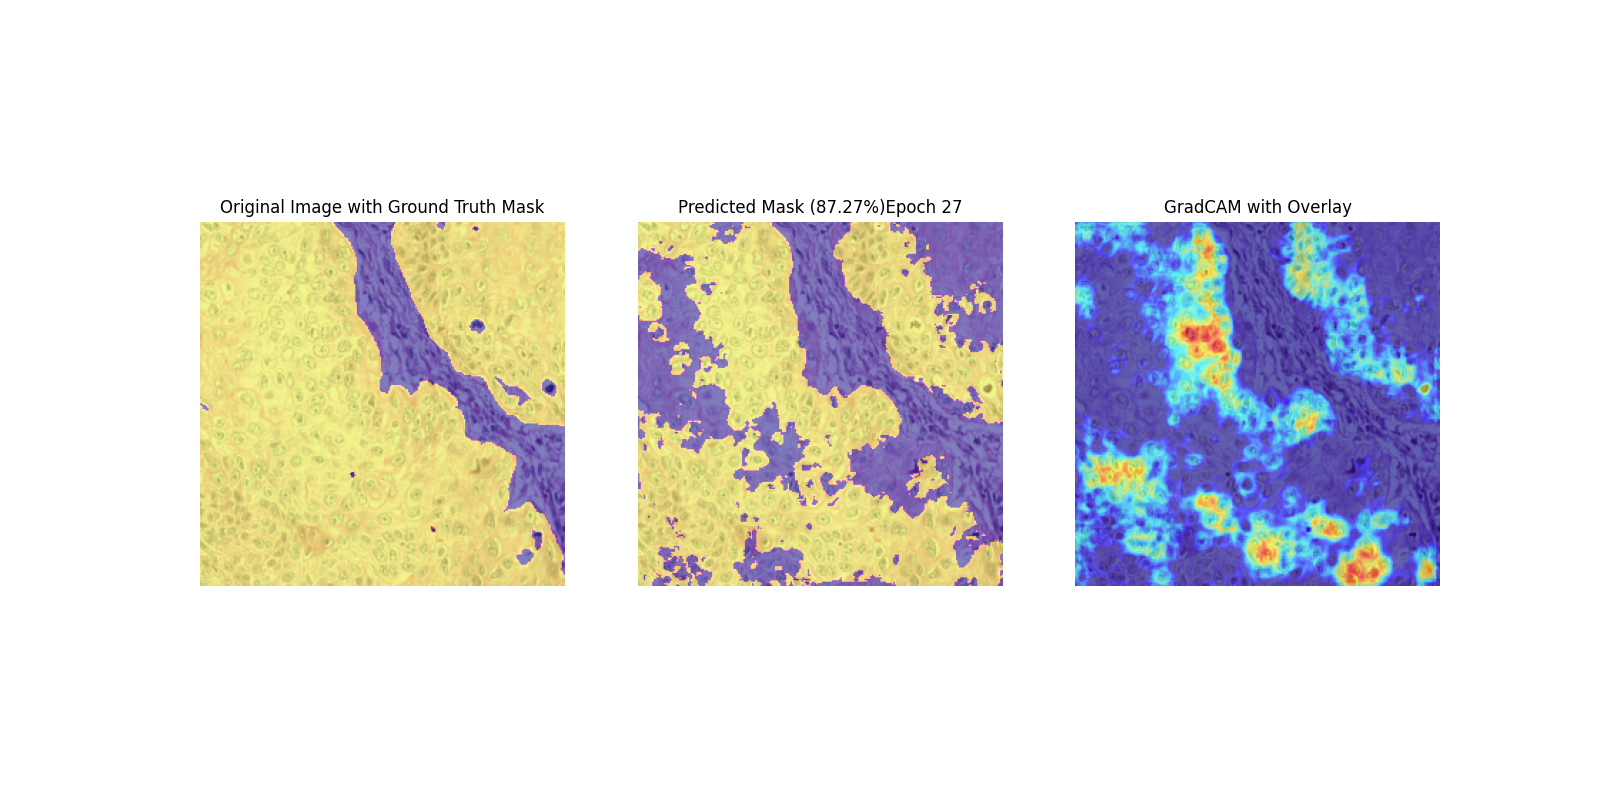 Original Image with Ground Truth Mask
Predicted Mask (87.27%)Epoch 27
GradCAM with Overlay